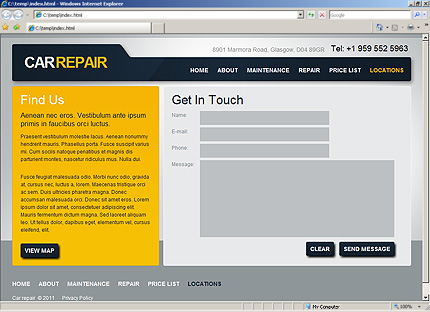 C:\temp\index.html - Windows Internet Explorer
C:\temp\index.html
Google
CAR REPAIR
8901 Marmora Road, Glasgow, D04 89GR Tel: +1 959 552 5963
HOME ABOUT MAINTENANCE REPAIR PRICE LIST LOCATIONS
Find Us
Aenean nec eros. Vestibulum ante ipsum
primis in faucibus orci luctus.
Praesent vestibulum molestie lacus. Aenean nonummy
hendrerit mauris. Phasellus porta. Fusce suscipit varius
mi. Cum sociis natoque penatibus et magnis dis
parturient montes, nascetur ridiculus mus. Nulla dui.
Fusce feugiat malesuada odio. Morbi nunc odio, gravida
at, cursus nec, luctus a, lorem. Maecenas tristique orci
ac sem. Duis ultricies pharetra magna. Donec
accumsan malesuada orci. Donec sit amet eros. Lorem
ipsum dolor sit amet, consectetuer adipiscing elit.
Mauris fermentum dictum magna. Sed laoreet aliquam
leo. Ut tellus dolor, dapibus eget, elementum vel, cursus
eleifend, elit.
VIEW MAP
Get In Touch
Name:
E-mail:
Phone:
Message:
CLEAR SEND MESSAGE
HOME ABOUT MAINTENANCE REPAIR PRICE LIST LOCATIONS
Car repair © 2011 Privacy Policy
My Computer
100%